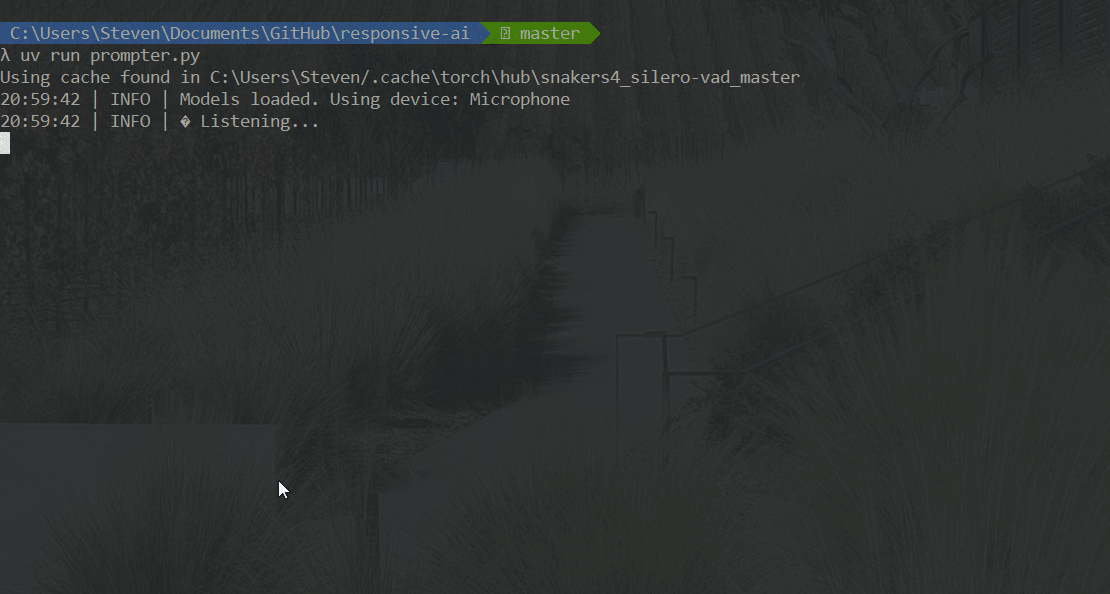 C:\Users\Steven\Documents\GitHub\responsive-ai master
λ uv run prompter.py
Using cache found in C:\Users\Steven/.cache\torch\hub\snakers4_silero-vad_master
20:59:42 | INFO | Models loaded. Using device: Microphone
20:59:42 | INFO | � Listening...